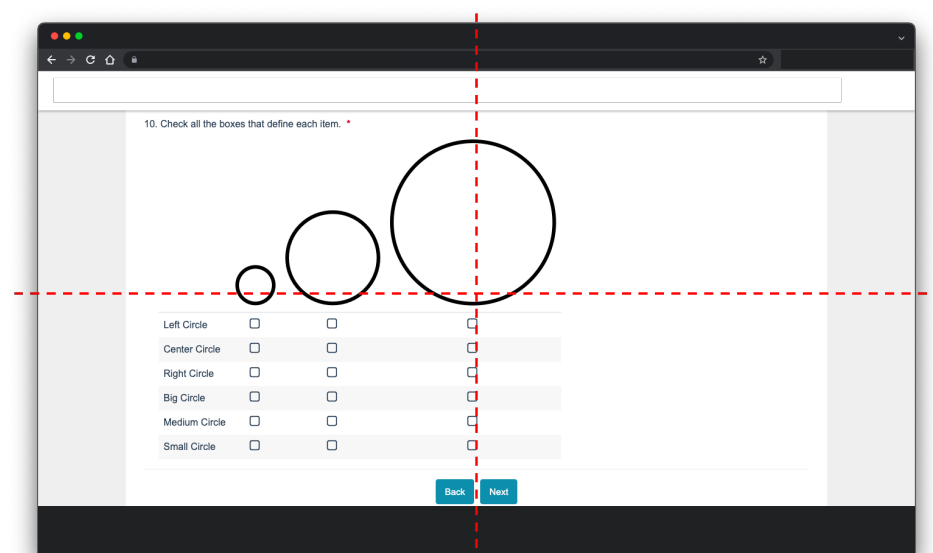 10. Check all the boxes that define each item. *
Left Circle
Center Circle
Right Circle
Big Circle
Medium Circle
Small Circle
Back Next